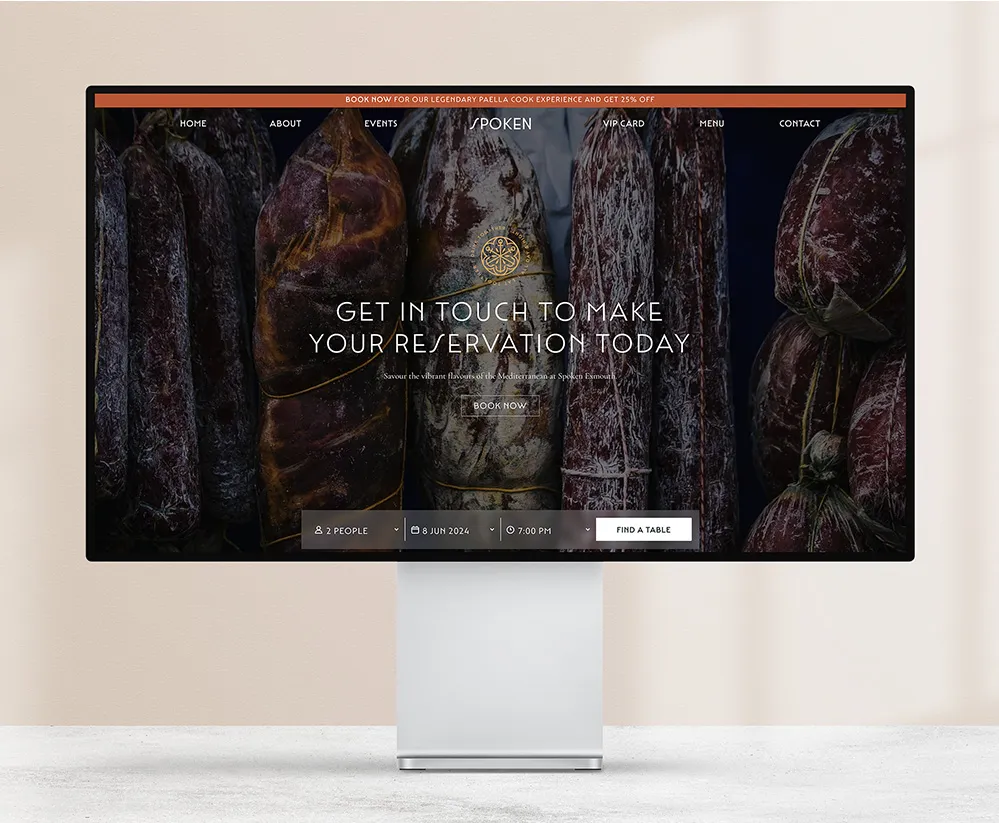 BOOK NOW FOR OUR LEGENDARY PAELLA COOK EXPERIENCE AND GET 25% OFF
HOME ABOUT EVENTS SPOKEN VIP CARD MENU CONTACT
GET IN TOUCH TO MAKE
YOUR RESERVATION TODAY
Savour the vibrant flavours of the Mediterranean at Spoken Exmouth.
BOOK NOW
2 PEOPLE 8 JUN 2024 7:00 PM FIND A TABLE